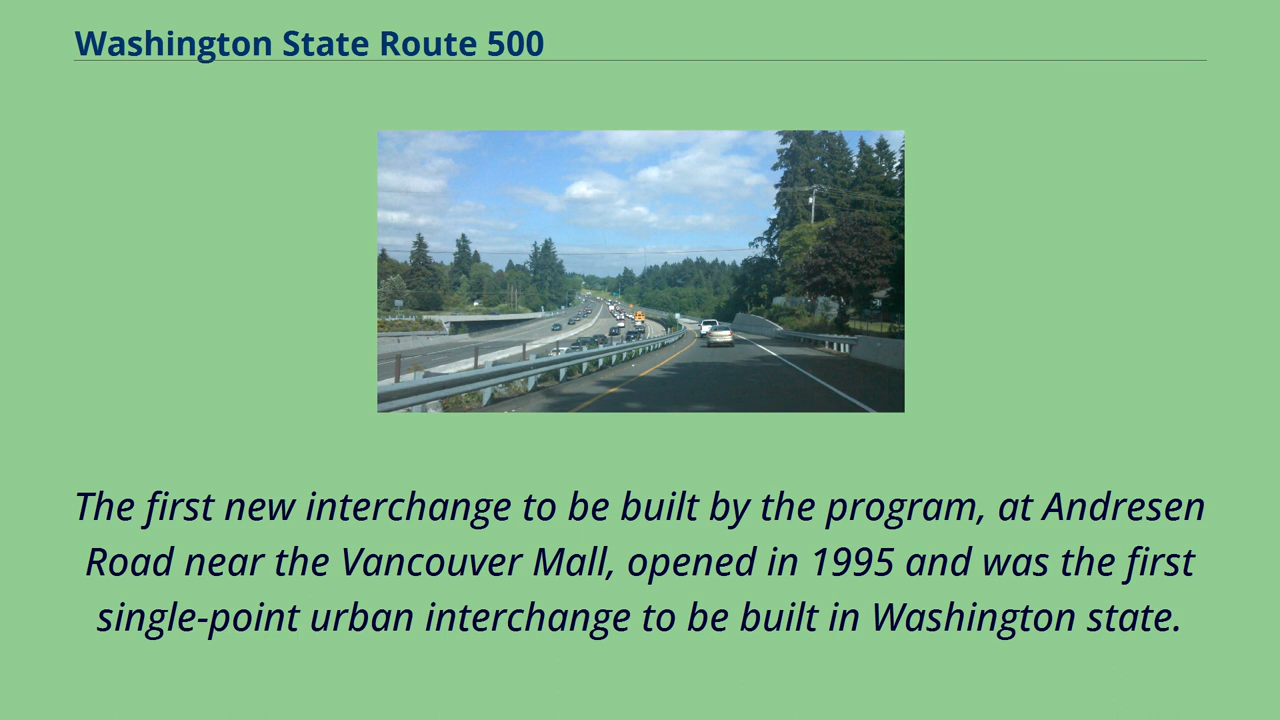 Washington State Route 500
The first new interchange to be built by the program, at Andresen
Road near the Vancouver Mall, opened in 1995 and was the first
single-point urban interchange to be built in Washington state.